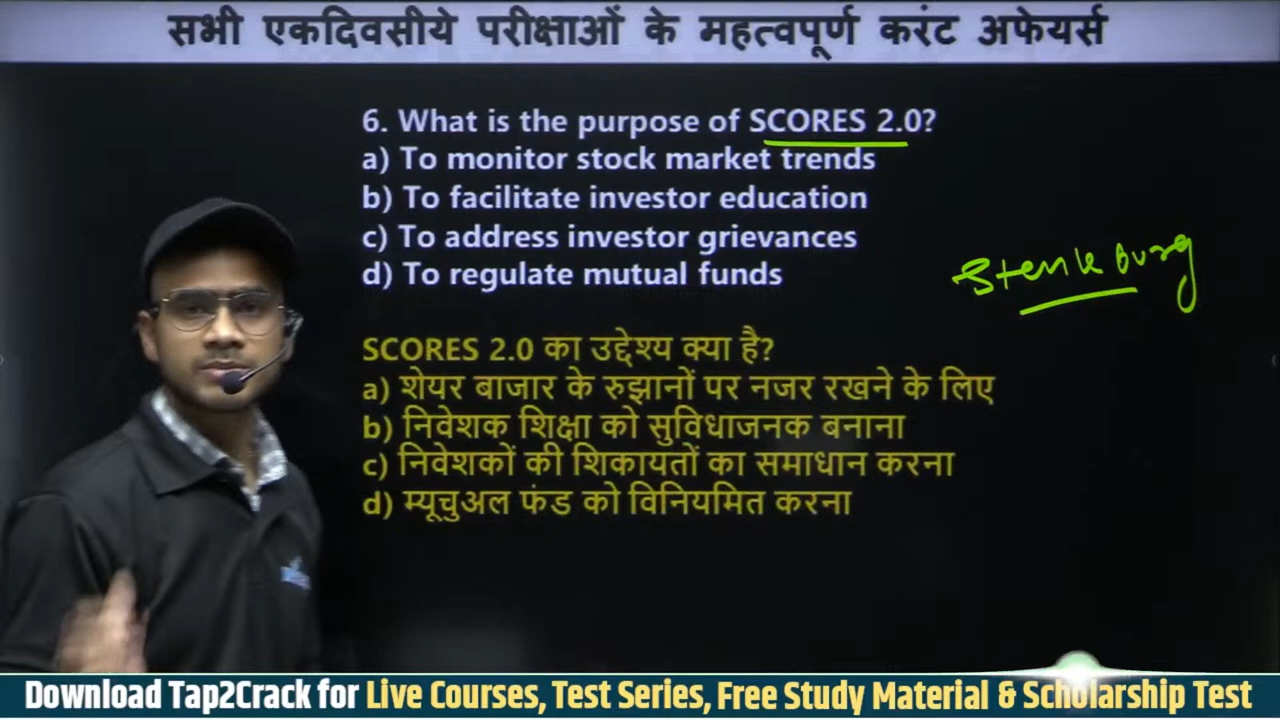 सभी एकदिवसीये परीक्षाओं के महत्वपूर्ण करंट अफेयर्स
6. What is the purpose of SCORES 2.0?
a) To monitor stock market trends
b) To facilitate investor education
c) To address investor grievances
d) To regulate mutual funds
SCORES 2.0 का उद्देश्य क्या है?
a) शेयर बाजार के रुझानों पर नजर रखने के लिए
b) निवेशक शिक्षा को सुविधाजनक बनाना
c) निवेशकों की शिकायतों का समाधान करना
d) म्यूचुअल फंड को विनियमित करना
Download Tap2Crack for Live Courses, Test Series, Free Study Material & Scholarship Test